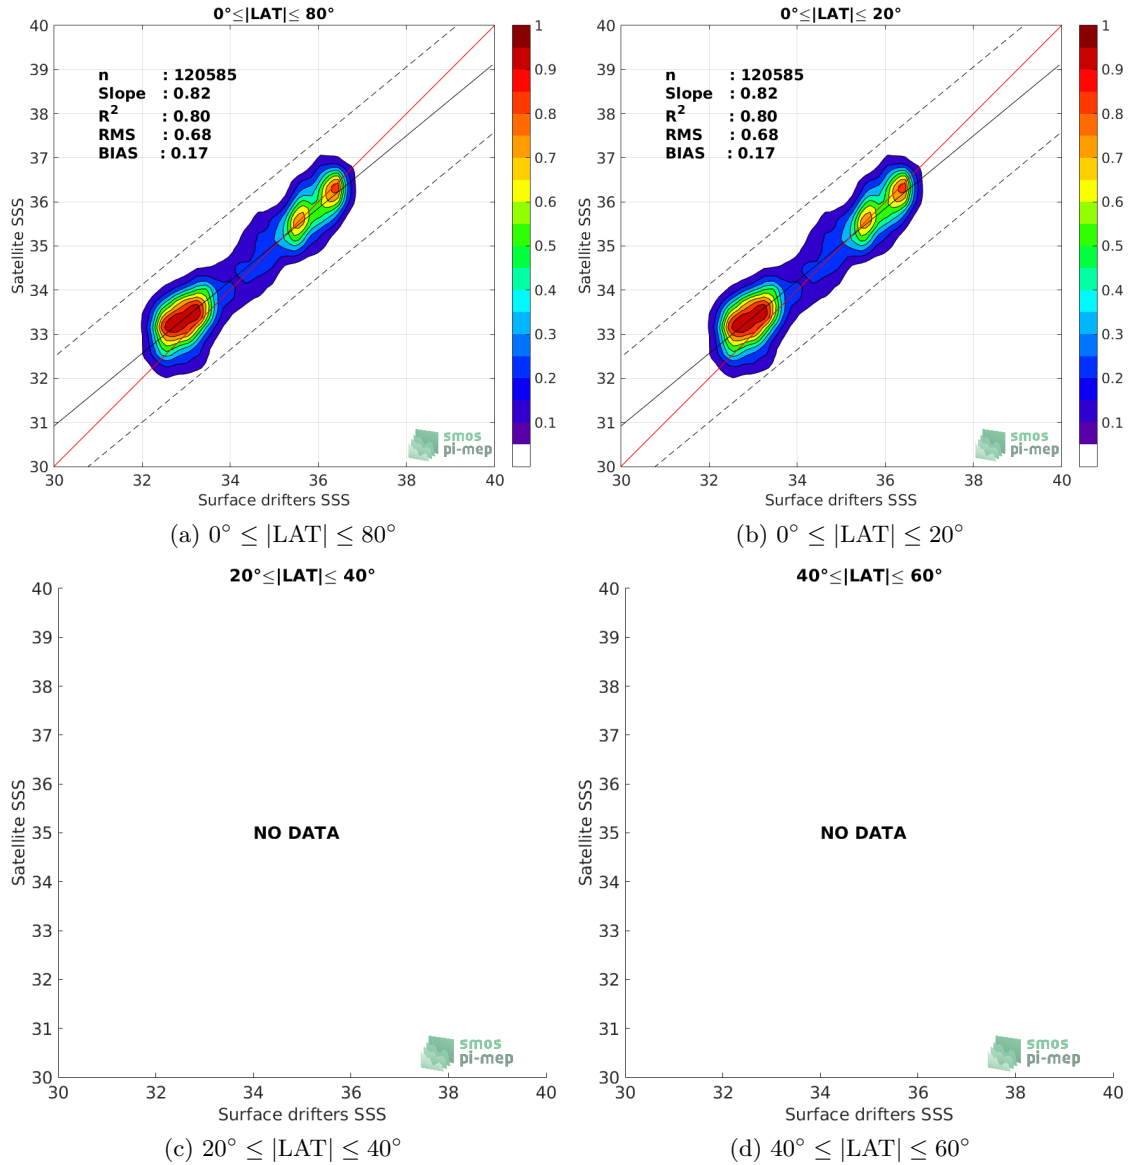 0°≤|LAT|≤ 80°
40
39
38
37
36
35
34
33
32
31
30
Satellite SSS
n : 120585
Slope : 0.82
R² : 0.80
RMS : 0.68
BIAS : 0.17
smos
pi-mep
30 32 34 36 38 40
Surface drifters SSS
1
0.9
0.8
0.7
0.6
0.5
0.4
0.3
0.2
0.1
(a) 0° ≤ |LAT| ≤ 80°
0°≤|LAT|≤ 20°
40
39
38
37
36
35
34
33
32
31
30
Satellite SSS
n : 120585
Slope : 0.82
R² : 0.80
RMS : 0.68
BIAS : 0.17
smos
pi-mep
30 32 34 36 38 40
Surface drifters SSS
1
0.9
0.8
0.7
0.6
0.5
0.4
0.3
0.2
0.1
(b) 0° ≤ |LAT| ≤ 20°
20°≤|LAT|≤ 40°
40
39
38
37
36
35
34
33
32
31
30
Satellite SSS
NO DATA
smos
pi-mep
30 32 34 36 38 40
Surface drifters SSS
(c) 20° ≤ |LAT| ≤ 40°
40°≤|LAT|≤ 60°
40
39
38
37
36
35
34
33
32
31
30
Satellite SSS
NO DATA
smos
pi-mep
30 32 34 36 38 40
Surface drifters SSS
(d) 40° ≤ |LAT| ≤ 60°